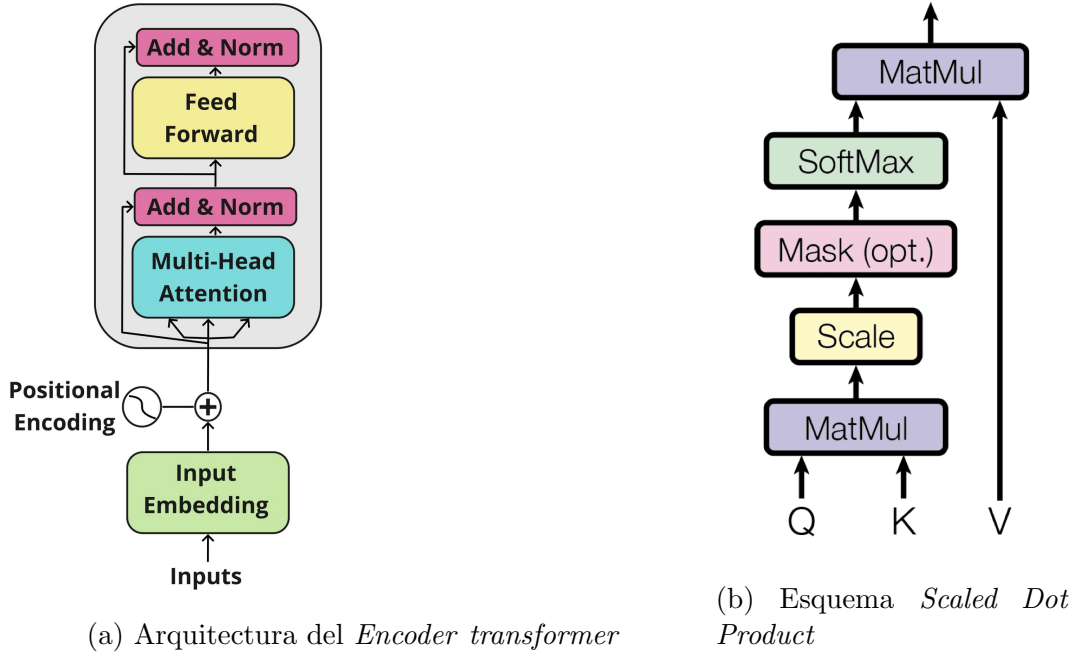 Add & Norm
Feed
Forward
Add & Norm
Multi-Head
Attention
Positional
Encoding
Input
Embedding
Inputs
(a) Arquitectura del Encoder transformer
MatMul
SoftMax
Mask (opt.)
Scale
MatMul
Q K V
(b) Esquema Scaled Dot
Product